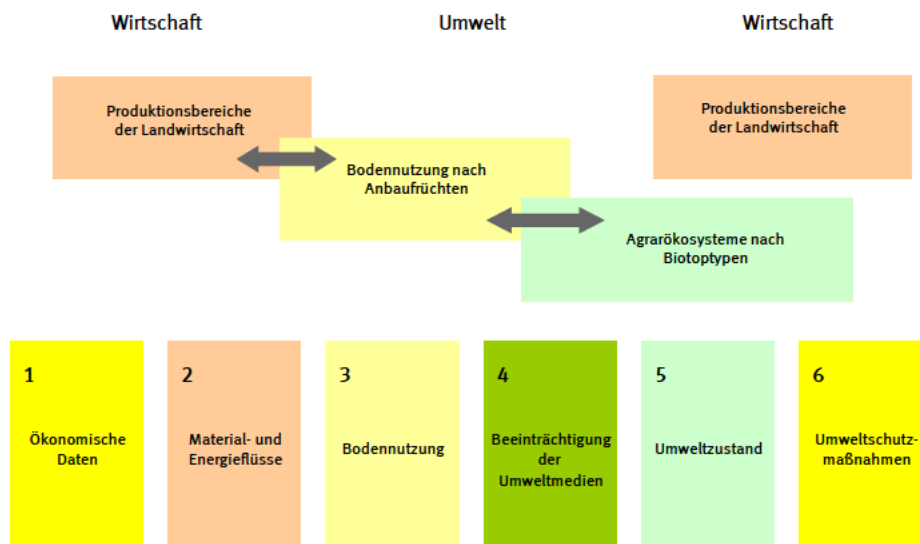 Wirtschaft
Umwelt
Wirtschaft
Produktionsbereiche
der Landwirtschaft
Produktionsbereiche
der Landwirtschaft
Bodennutzung nach
Anbaufrüchten
Agrarökosysteme nach
Biotoptypen
1
Ökonomische
Daten
2
Material- und
Energieflüsse
3
Bodennutzung
4
Beeinträchtigung
der
Umweltmedien
5
Umweltzustand
6
Umweltschutz-
maßnahmen